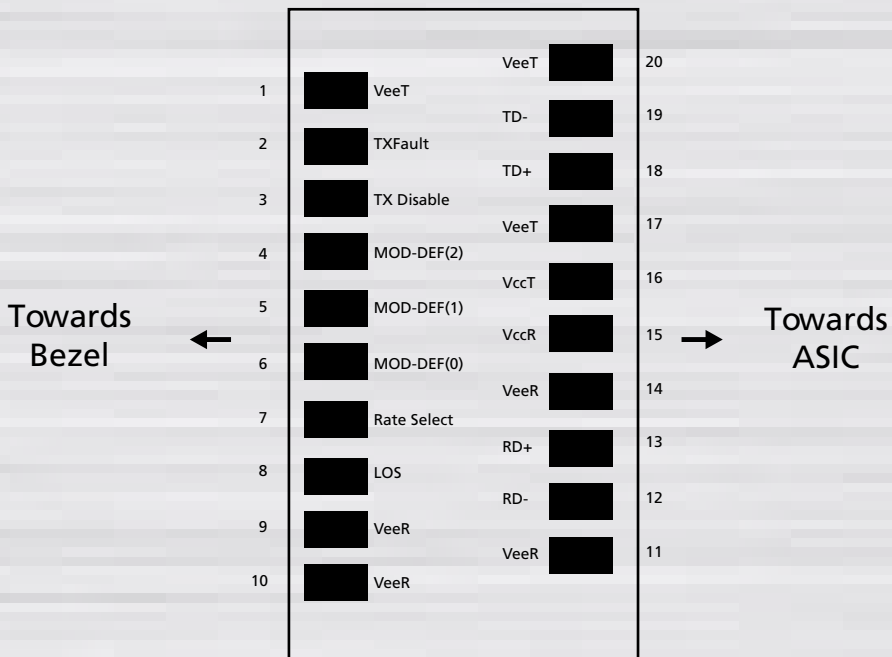 VeeT 20
1 VeeT
TD- 19
2 TXFault
TD+ 18
3 TX Disable
VeeT 17
4 MOD-DEF(2)
VccT 16
5 MOD-DEF(1)
Towards
Bezel
VccR 15
Towards
ASIC
6 MOD-DEF(0)
VeeR 14
7 Rate Select
RD+ 13
8 LOS
RD- 12
9 VeeR
VeeR 11
10 VeeR